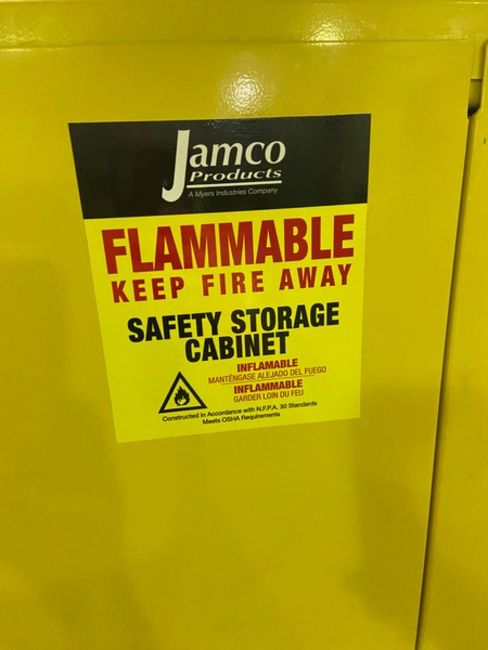 Jamco
Products
A Myers Industries Company
FLAMMABLE
KEEP FIRE AWAY
SAFETY STORAGE
CABINET
INFLAMABLE
MANTÉNGASE ALEJADO DEL FUEGO
INFLAMMABLE
GARDER LOIN DU FEU
Constructed in Accordance with N.F.P.A. 30 Standards
Meets OSHA Requirements